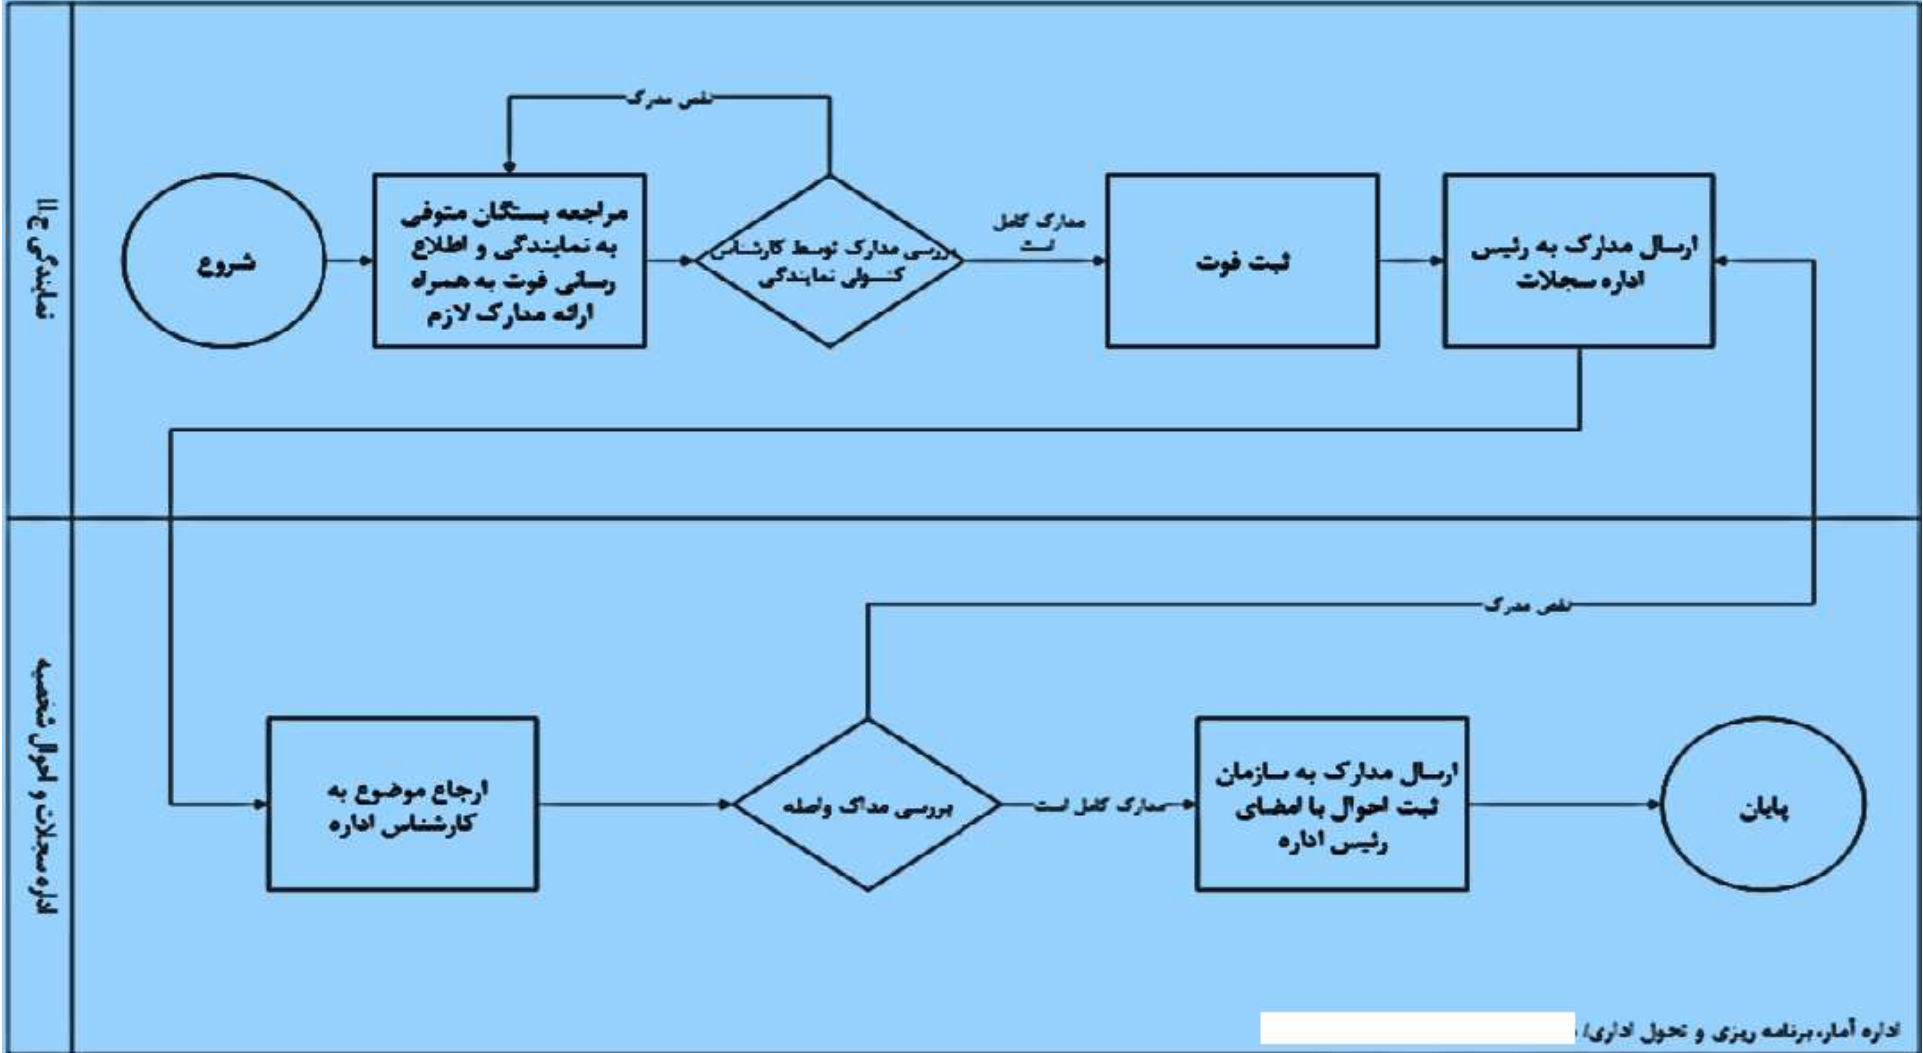 نمایندگی ج.ا.ا
شروع
مراجعه بستگان متوفی
به نمایندگی و اطلاع
رسانی فوت به همراه
ارائه مدارک لازم
نقص مدرک
بررسی مدارک توسط کارشناس
کنسولی نمایندگی
مدارک کامل
است
ثبت فوت
ارسال مدارک به رئیس
اداره سجلات
اداره سجلات و احوال شخصیه
ارجاع موضوع به
کارشناس اداره
بررسی مداک واصله
نقص مدرک
مدارک کامل است
ارسال مدارک به سازمان
ثبت احوال با امضای
رئیس اداره
پایان
اداره آمار، برنامه ریزی و تحول اداری/